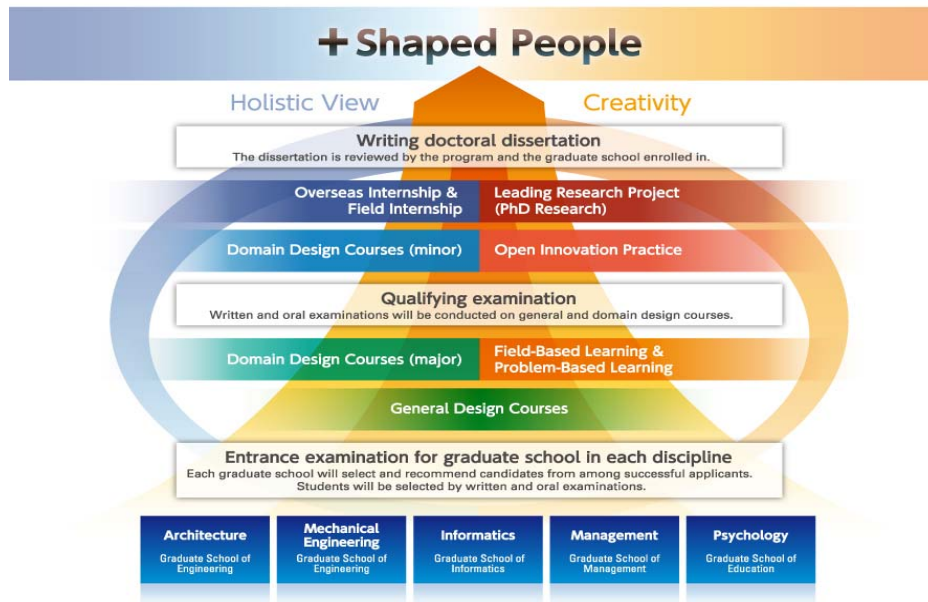 + Shaped People
Holistic View
Creativity
Writing doctoral dissertation
The dissertation is reviewed by the program and the graduate school enrolled in.
Overseas Internship &
Field Internship
Leading Research Project
(PhD Research)
Domain Design Courses (minor)
Open Innovation Practice
Qualifying examination
Written and oral examinations will be conducted on general and domain design courses.
Domain Design Courses (major)
Field-Based Learning &
Problem-Based Learning
General Design Courses
Entrance examination for graduate school in each discipline
Each graduate school will select and recommend candidates from among successful applicants.
Students will be selected by written and oral examinations.
Architecture
Graduate School of
Engineering
Mechanical
Engineering
Graduate School of
Engineering
Informatics
Graduate School of
Informatics
Management
Graduate School of
Management
Psychology
Graduate School of
Education